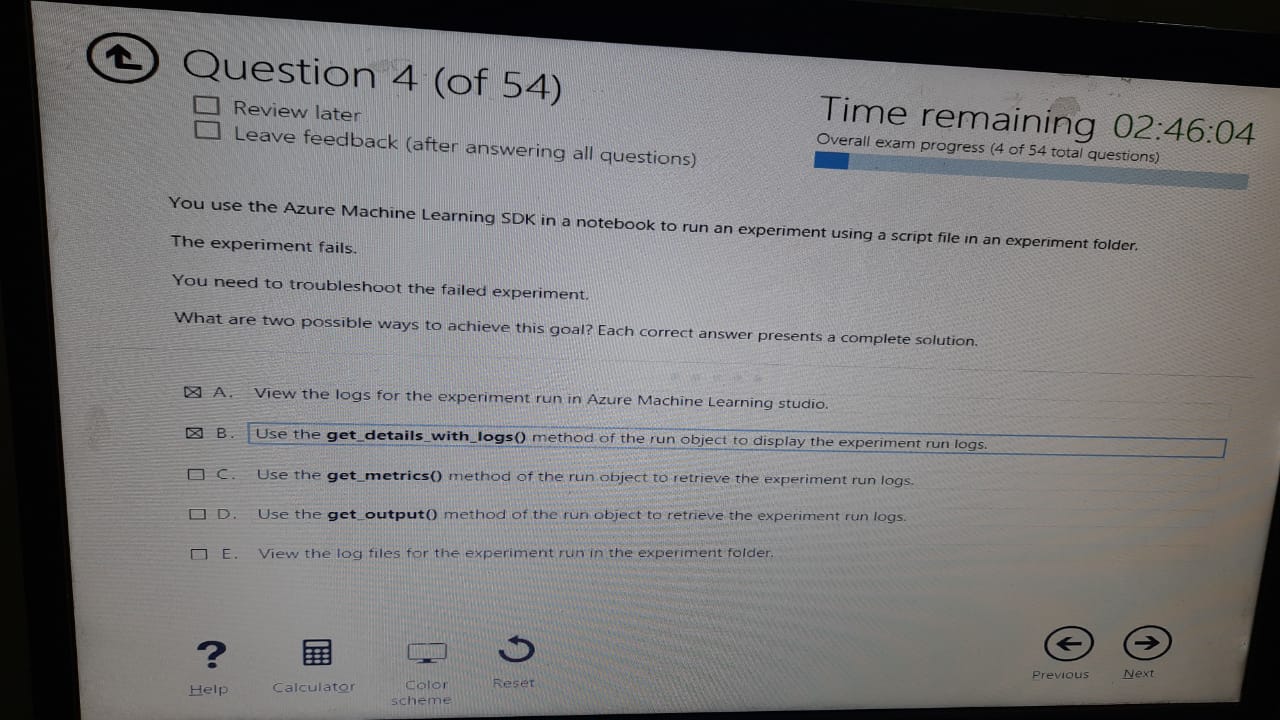 Question 4 (of 54)
Review later
Leave feedback (after answering all questions)
Time remaining 02:46:04
Overall exam progress (4 of 54 total questions)
You use the Azure Machine Learning SDK in a notebook to run an experiment using a script file in an experiment folder.
The experiment fails.
You need to troubleshoot the failed experiment.
What are two possible ways to achieve this goal? Each correct answer presents a complete solution.
A. View the logs for the experiment run in Azure Machine Learning studio.
B. Use the get_details_with_logs() method of the run object to display the experiment run logs.
C. Use the get_metrics() method of the run object to retrieve the experiment run logs.
D. Use the get_output() method of the run object to retrieve the experiment run logs.
E. View the log files for the experiment run in the experiment folder.
Help
Calculator
Color
scheme
Reset
Previous
Next